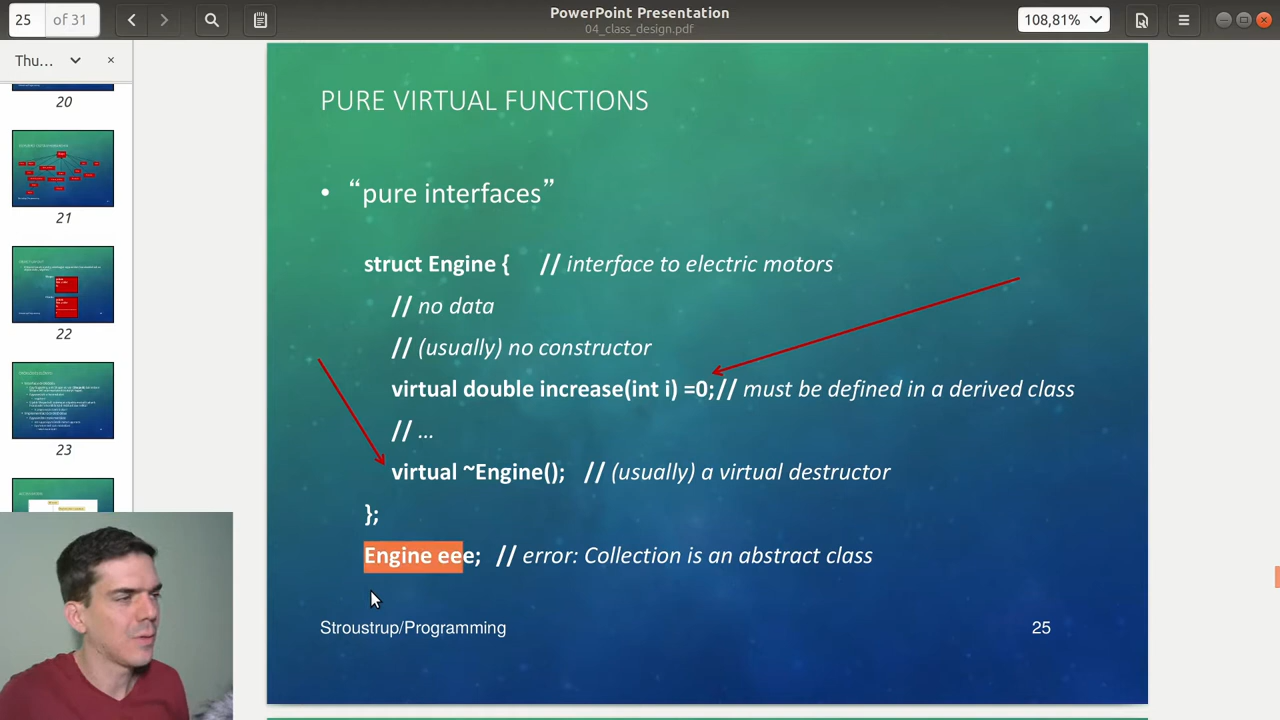 25 of 31
PowerPoint Presentation
04_class_design.pdf
108,81%
Thu...
20
21
22
23
PURE VIRTUAL FUNCTIONS
• “pure interfaces”
struct Engine { // interface to electric motors
// no data
// (usually) no constructor
virtual double increase(int i) =0;// must be defined in a derived class
// …
virtual ~Engine(); // (usually) a virtual destructor
};
Engine eee; // error: Collection is an abstract class
Stroustrup/Programming
25